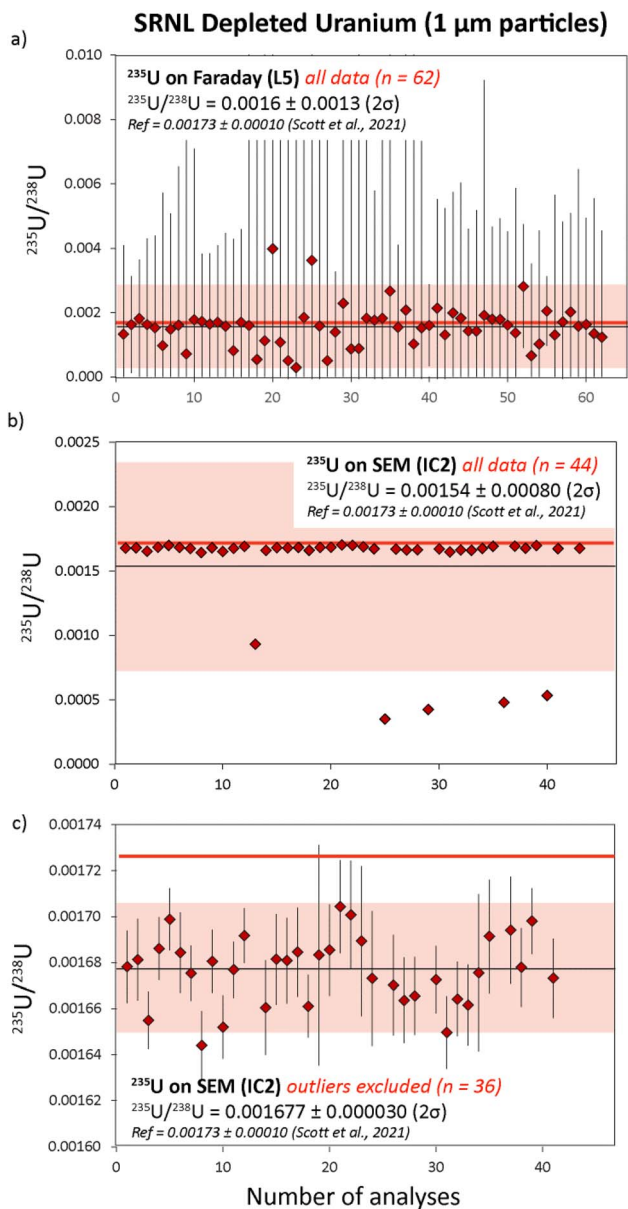 SRNL Depleted Uranium (1 μm particles)
a)
²³⁵U on Faraday (L5) all data (n = 62)
²³⁵U/²³⁸U = 0.0016 ± 0.0013 (2σ)
Ref = 0.00173 ± 0.00010 (Scott et al., 2021)
²³⁵U/²³⁸U
0.010
0.008
0.006
0.004
0.002
0.000
0 10 20 30 40 50 60
b)
²³⁵U on SEM (IC2) all data (n = 44)
²³⁵U/²³⁸U = 0.00154 ± 0.00080 (2σ)
Ref = 0.00173 ± 0.00010 (Scott et al., 2021)
²³⁵U/²³⁸U
0.0025
0.0020
0.0015
0.0010
0.0005
0.0000
0 10 20 30 40
c)
²³⁵U/²³⁸U
0.00174
0.00172
0.00170
0.00168
0.00166
0.00164
0.00162
0.00160
²³⁵U on SEM (IC2) outliers excluded (n = 36)
²³⁵U/²³⁸U = 0.001677 ± 0.000030 (2σ)
Ref = 0.00173 ± 0.00010 (Scott et al., 2021)
0 10 20 30 40
Number of analyses